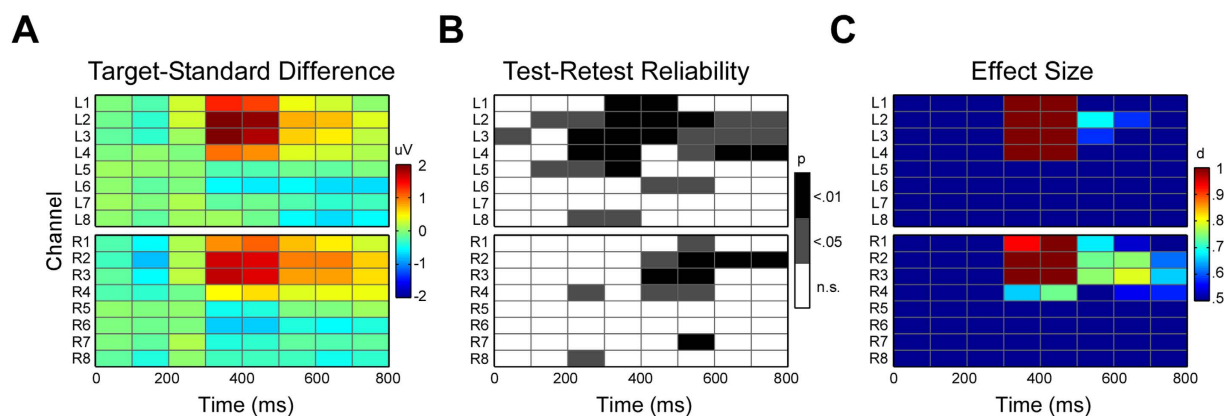 A
Target-Standard Difference
Channel
L1
L2
L3
L4
L5
L6
L7
L8
R1
R2
R3
R4
R5
R6
R7
R8
0 200 400 600 800
Time (ms)
uV
2
1
0
-1
-2
B
Test-Retest Reliability
L1
L2
L3
L4
L5
L6
L7
L8
R1
R2
R3
R4
R5
R6
R7
R8
0 200 400 600 800
Time (ms)
p
<.01
<.05
n.s.
C
Effect Size
L1
L2
L3
L4
L5
L6
L7
L8
R1
R2
R3
R4
R5
R6
R7
R8
0 200 400 600 800
Time (ms)
d
1
.9
.8
.7
.6
.5